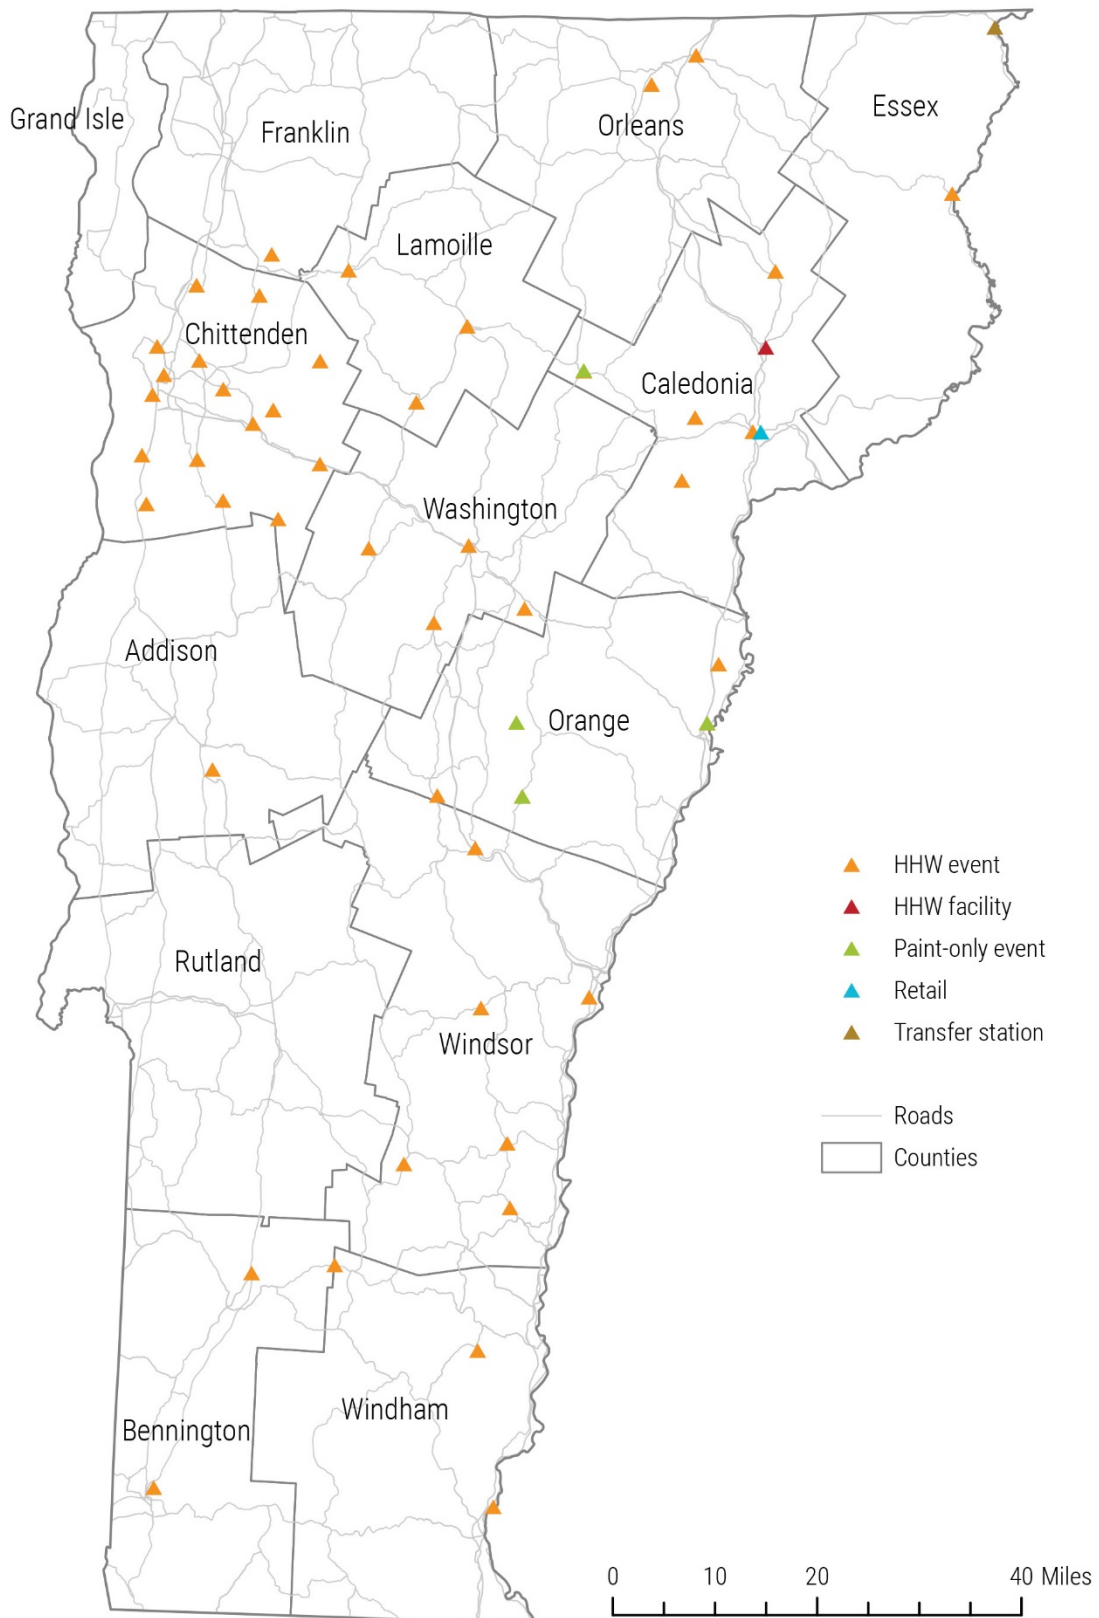 Grand Isle
Franklin
Orleans
Essex
Lamoille
Chittenden
Caledonia
Washington
Addison
Orange
Rutland
Windsor
Bennington
Windham
HHW event
HHW facility
Paint-only event
Retail
Transfer station
Roads
Counties
0 10 20 40 Miles